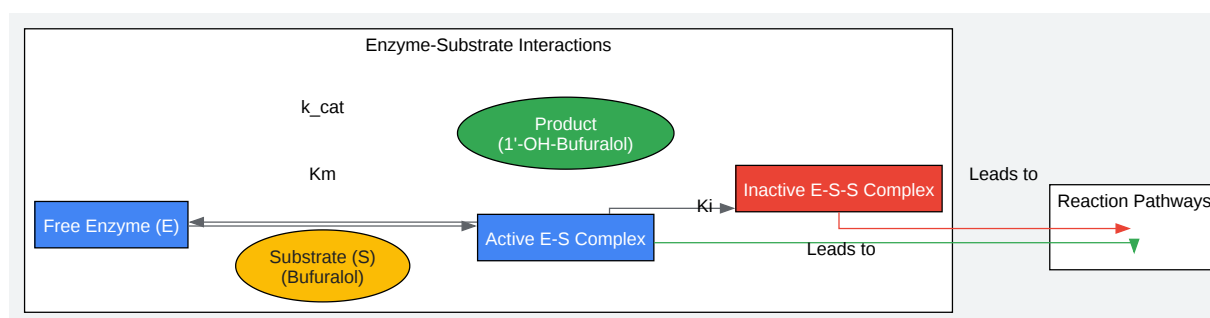 Enzyme-Substrate Interactions
k_cat
Product
(1'-OH-Bufuralol)
Km
Inactive E-S-S Complex
Leads to
Reaction Pathways
Ki
Free Enzyme (E)
Active E-S Complex
Leads to
Substrate (S)
(Bufuralol)